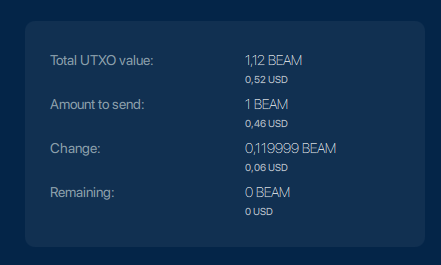 Total UTXO value: 1,12 BEAM
0,52 USD
Amount to send: 1 BEAM
0,46 USD
Change: 0,119999 BEAM
0,06 USD
Remaining: 0 BEAM
0 USD